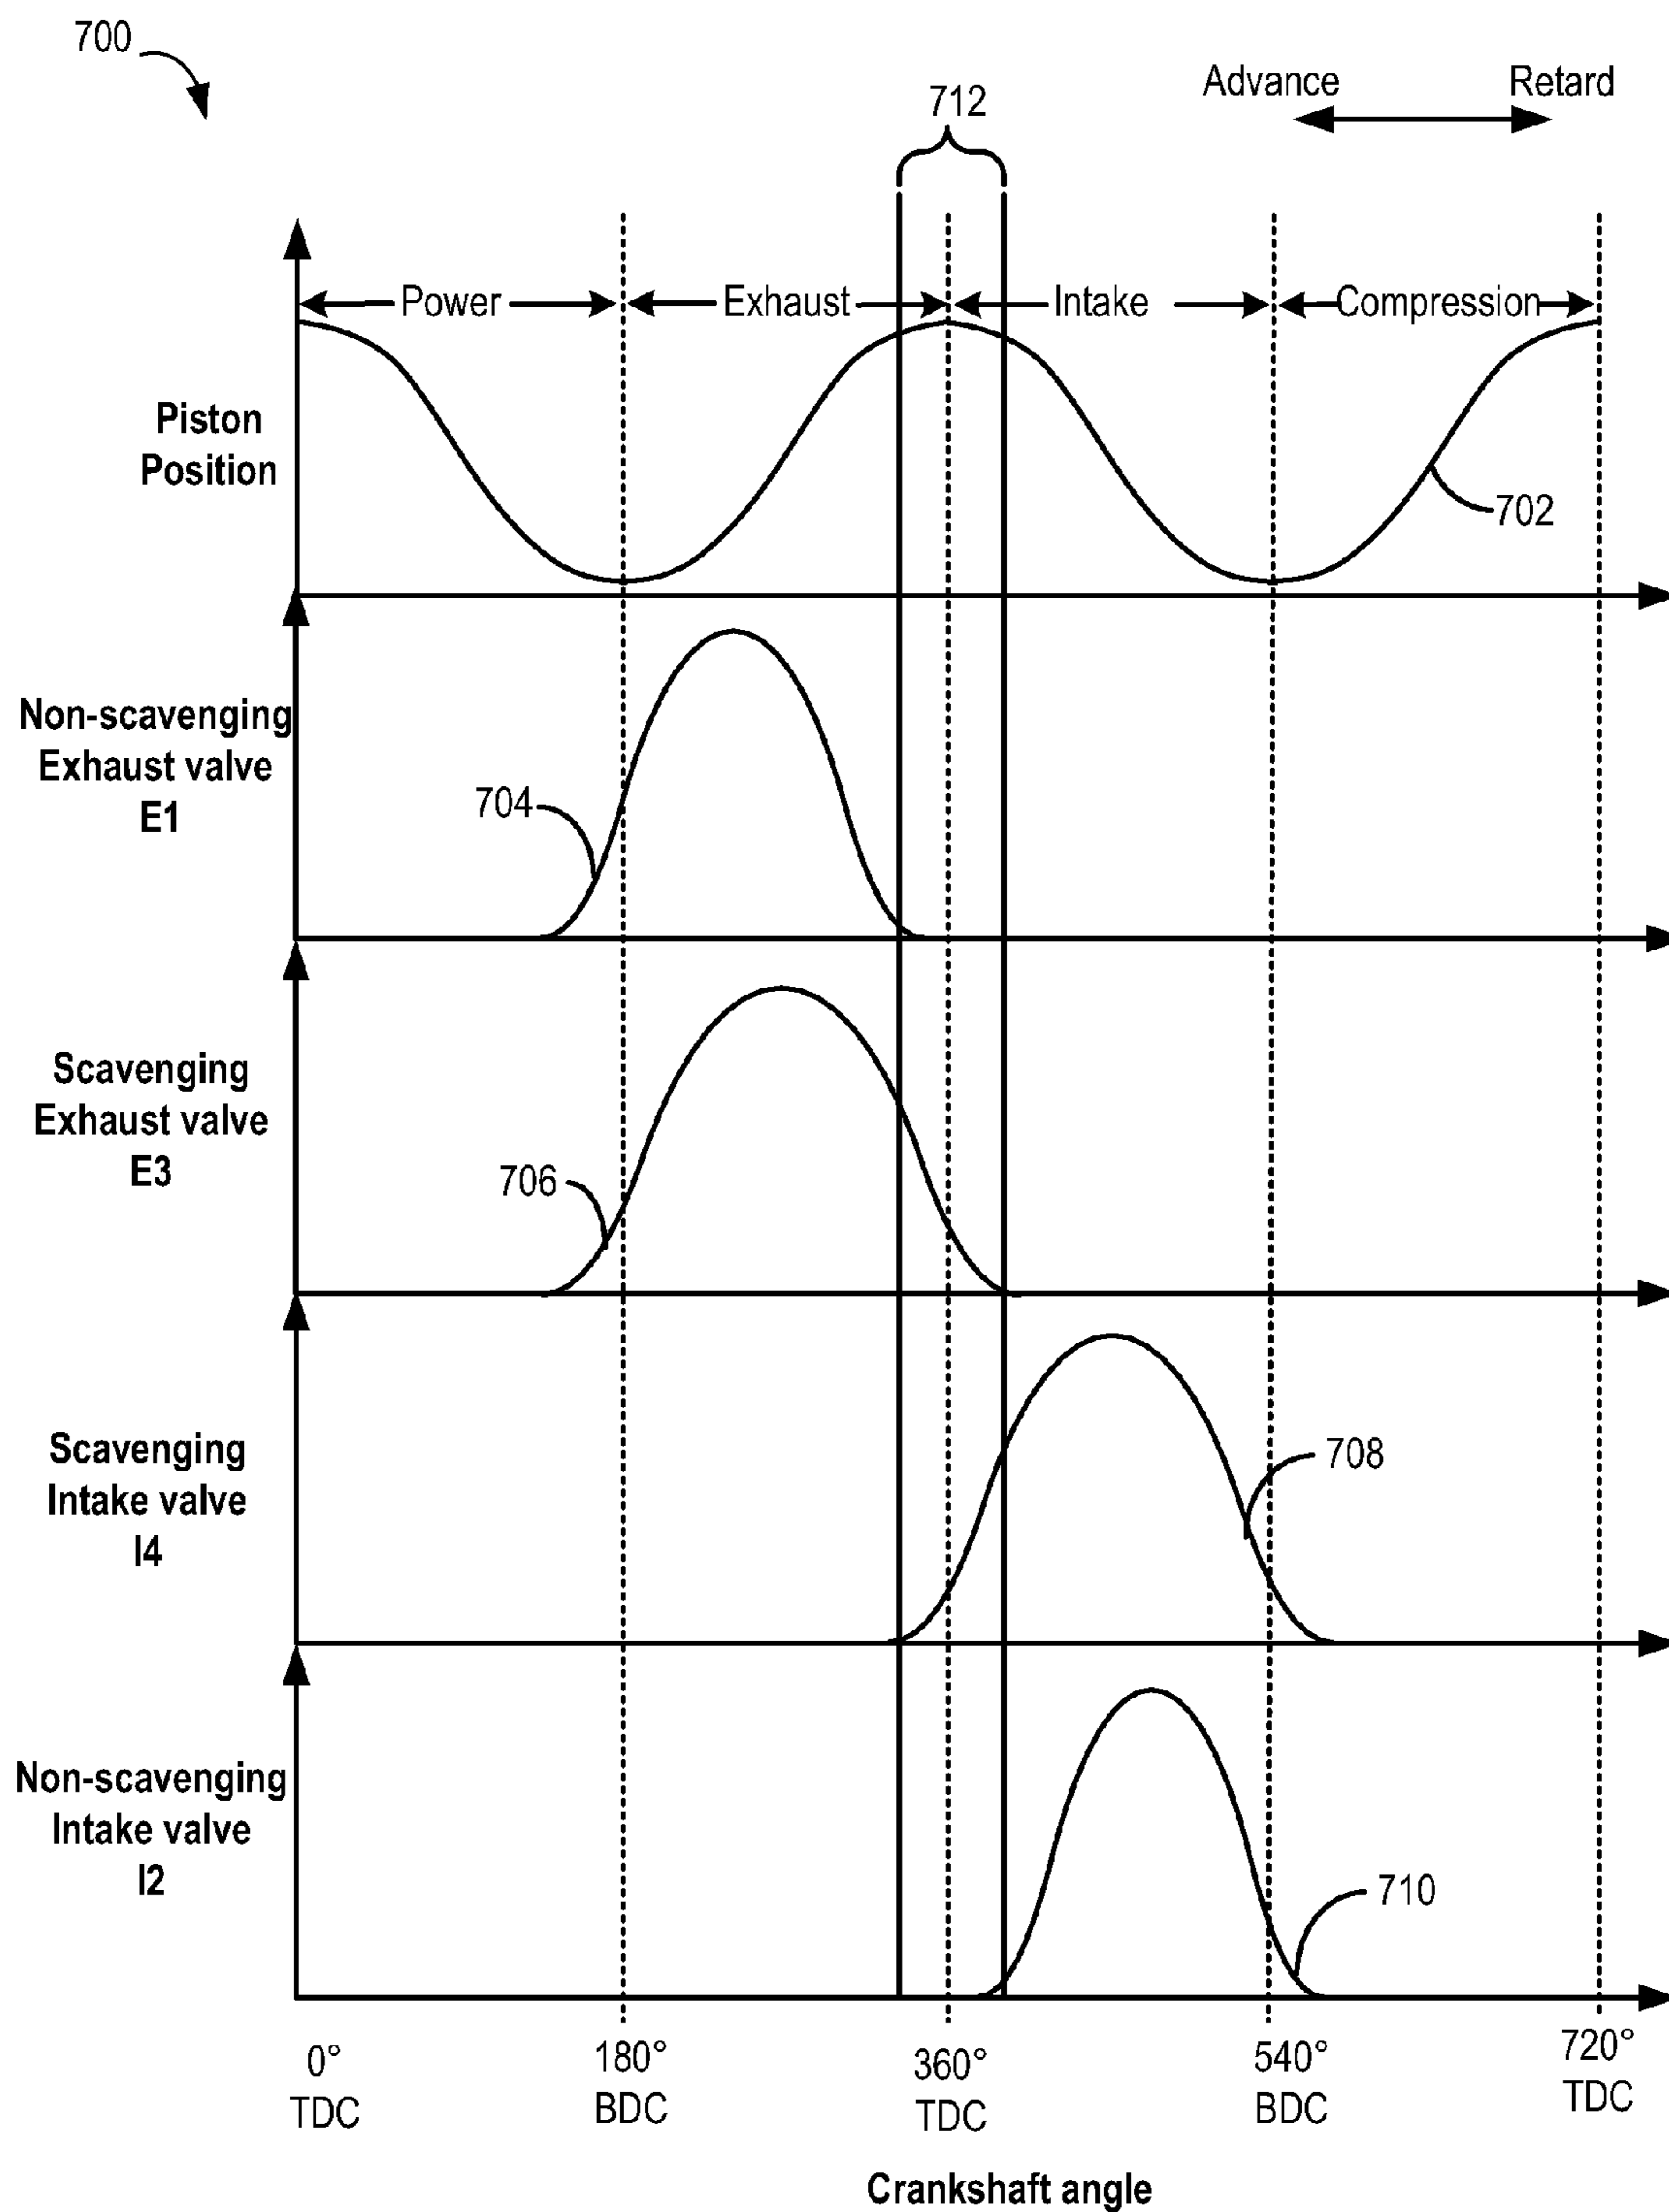 700
712
Advance
Retard
Power
Exhaust
Intake
Compression
Piston
Position
702
Non-scavenging
Exhaust valve
E1
704
Scavenging
Exhaust valve
E3
706
Scavenging
Intake valve
I4
708
Non-scavenging
Intake valve
I2
710
0°
TDC
180°
BDC
360°
TDC
540°
BDC
720°
TDC
Crankshaft angle